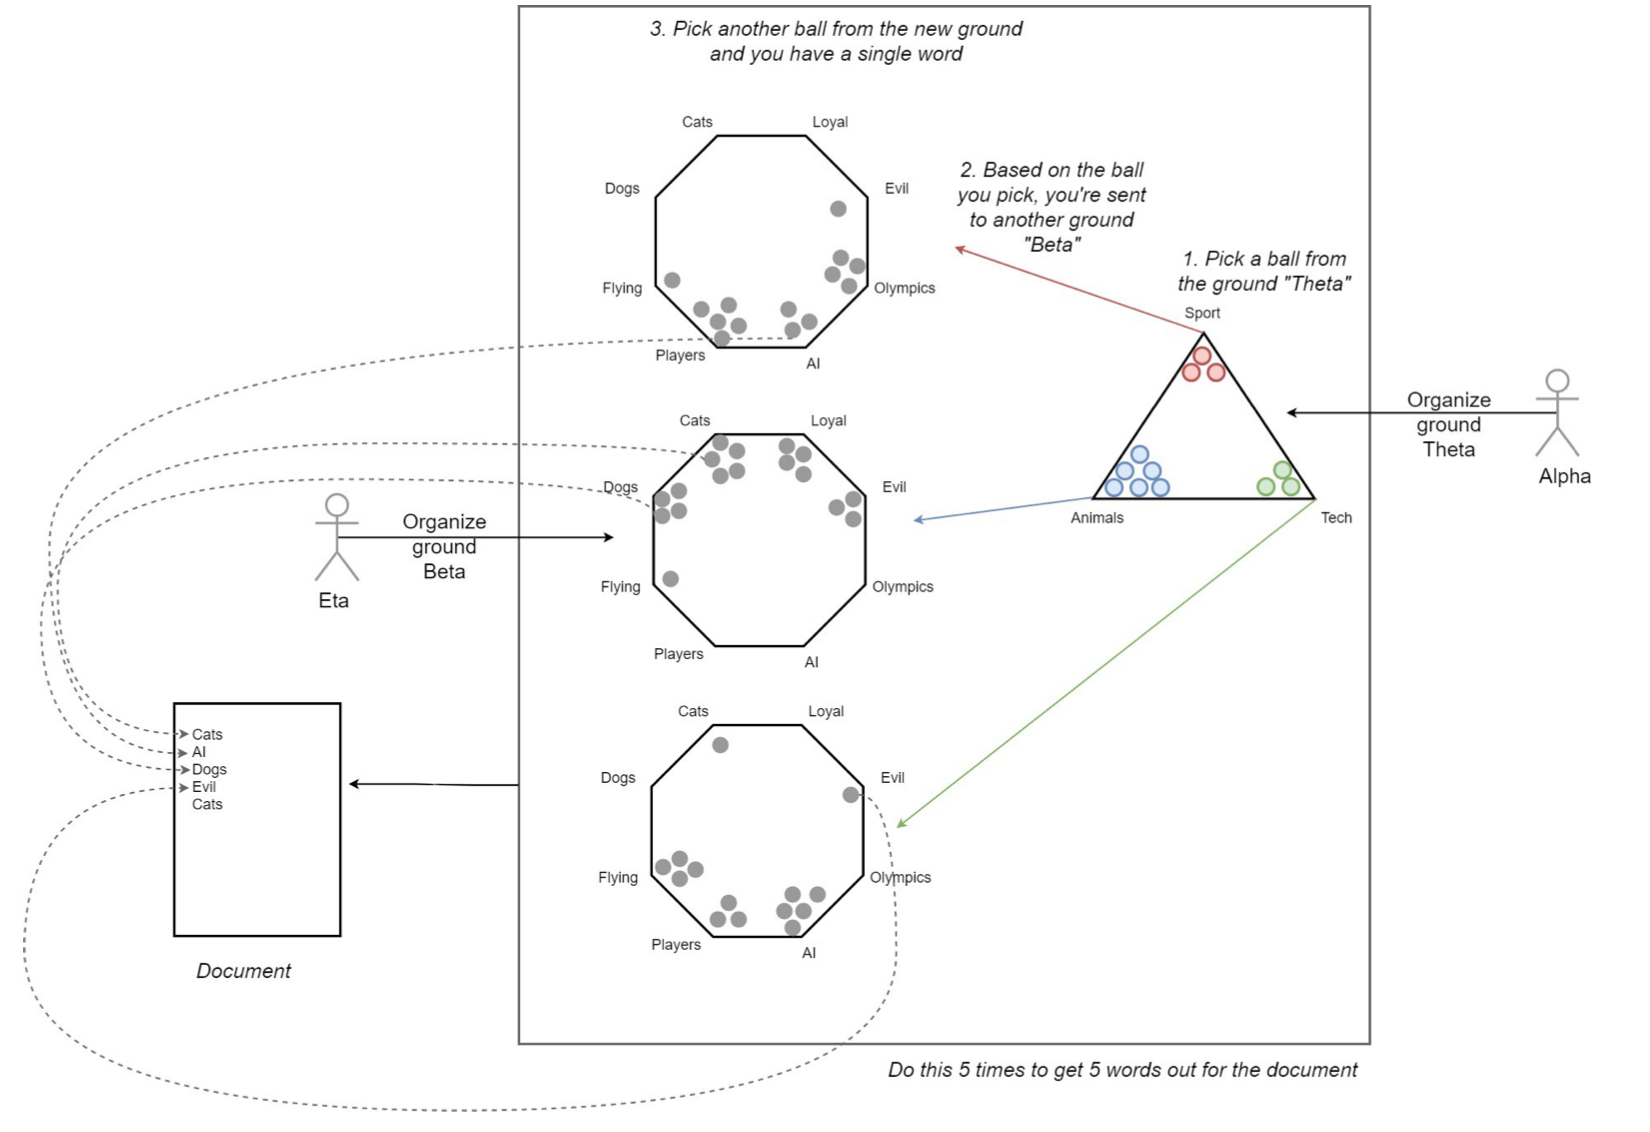 3. Pick another ball from the new ground
and you have a single word
Cats
Loyal
Dogs
Evil
Flying
Olympics
Players
AI
2. Based on the ball
you pick, you're sent
to another ground
"Beta"
1. Pick a ball from
the ground "Theta"
Sport
Animals
Tech
Organize
ground
Theta
Alpha
Cats
Loyal
Dogs
Evil
Flying
Olympics
Players
AI
Organize
ground
Beta
Eta
Cats
Loyal
Dogs
Evil
Flying
Olympics
Players
AI
Cats
AI
Dogs
Evil
Cats
Document
Do this 5 times to get 5 words out for the document